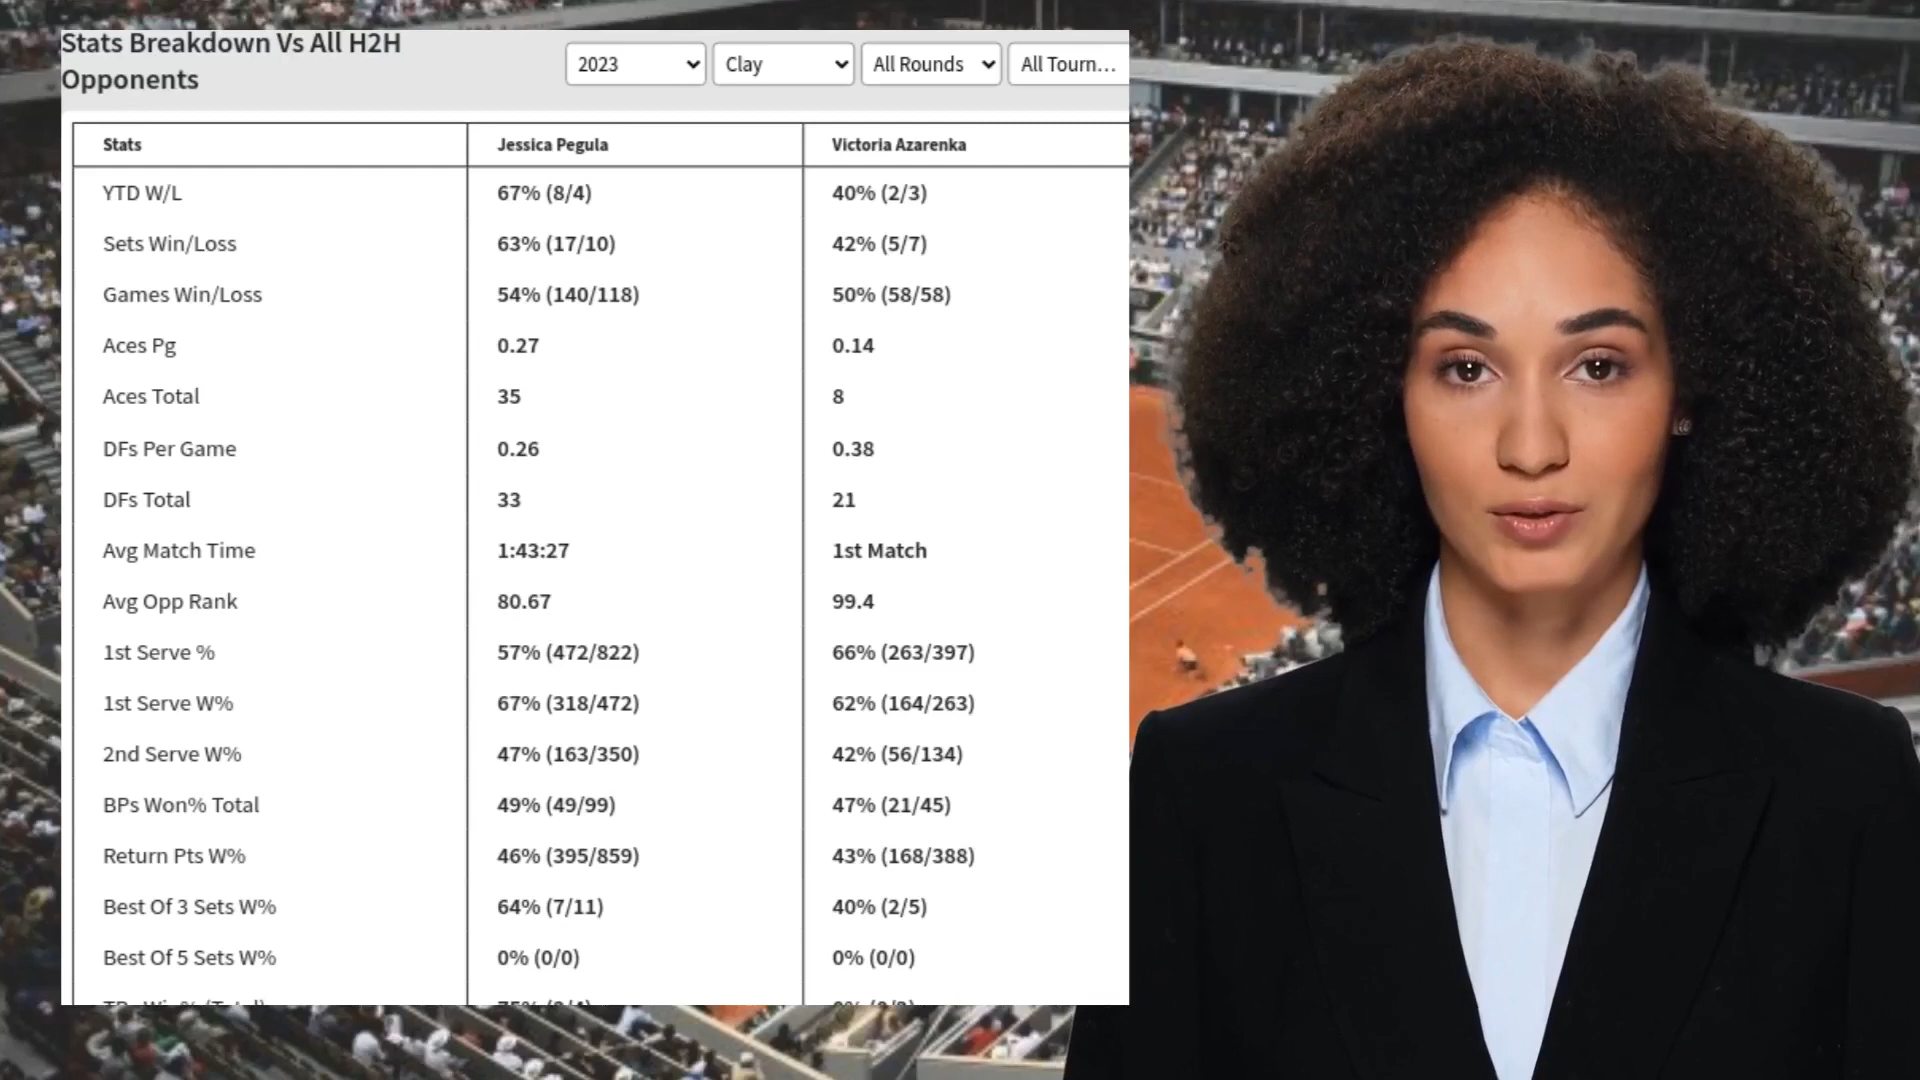 Stats Breakdown Vs All H2H
Opponents
2023 Clay All Rounds All Tourn...
Stats Jessica Pegula Victoria Azarenka
YTD W/L 67% (8/4) 40% (2/3)
Sets Win/Loss 63% (17/10) 42% (5/7)
Games Win/Loss 54% (140/118) 50% (58/58)
Aces Pg 0.27 0.14
Aces Total 35 8
DFs Per Game 0.26 0.38
DFs Total 33 21
Avg Match Time 1:43:27 1st Match
Avg Opp Rank 80.67 99.4
1st Serve % 57% (472/822) 66% (263/397)
1st Serve W% 67% (318/472) 62% (164/263)
2nd Serve W% 47% (163/350) 42% (56/134)
BPs Won% Total 49% (49/99) 47% (21/45)
Return Pts W% 46% (395/859) 43% (168/388)
Best Of 3 Sets W% 64% (7/11) 40% (2/5)
Best Of 5 Sets W% 0% (0/0) 0% (0/0)